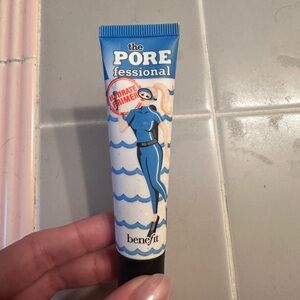 the
PORE
fessional
HYDRATE
PRIMER
benefit